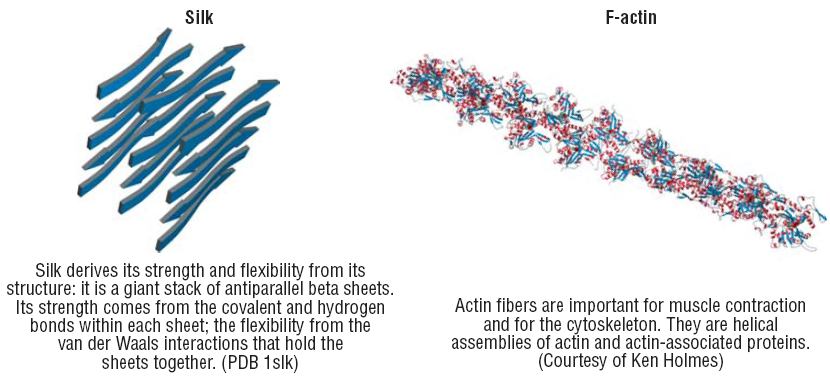 Silk
Silk derives its strength and flexibility from its
structure: it is a giant stack of antiparallel beta sheets.
Its strength comes from the covalent and hydrogen
bonds within each sheet; the flexibility from the
van der Waals interactions that hold the
sheets together. (PDB 1slk)
F-actin
Actin fibers are important for muscle contraction
and for the cytoskeleton. They are helical
assemblies of actin and actin-associated proteins.
(Courtesy of Ken Holmes)